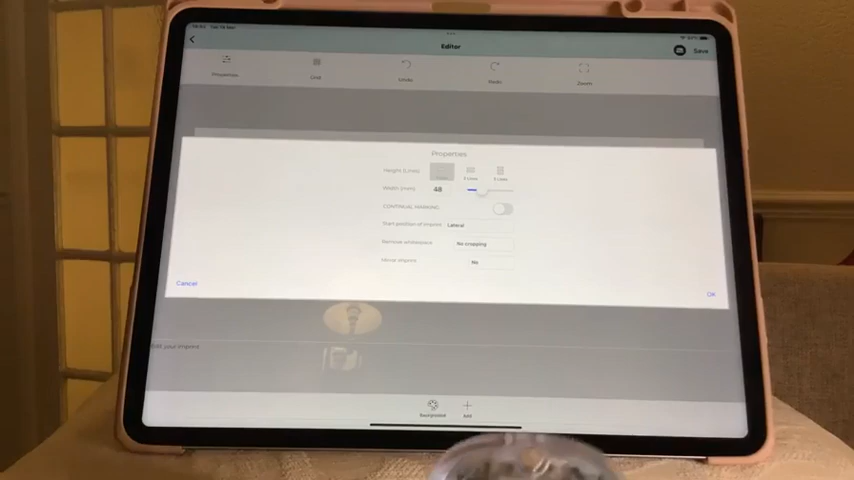 Editor
Save
Properties
Undo
Redo
Zoom
Properties
Height (Lines)
Width (mm) 48
CONTINUAL MARKING
Start position of imprint Lateral
Remove whitespace No cropping
Mirror imprint No
Cancel
OK
Edit your imprint
Add